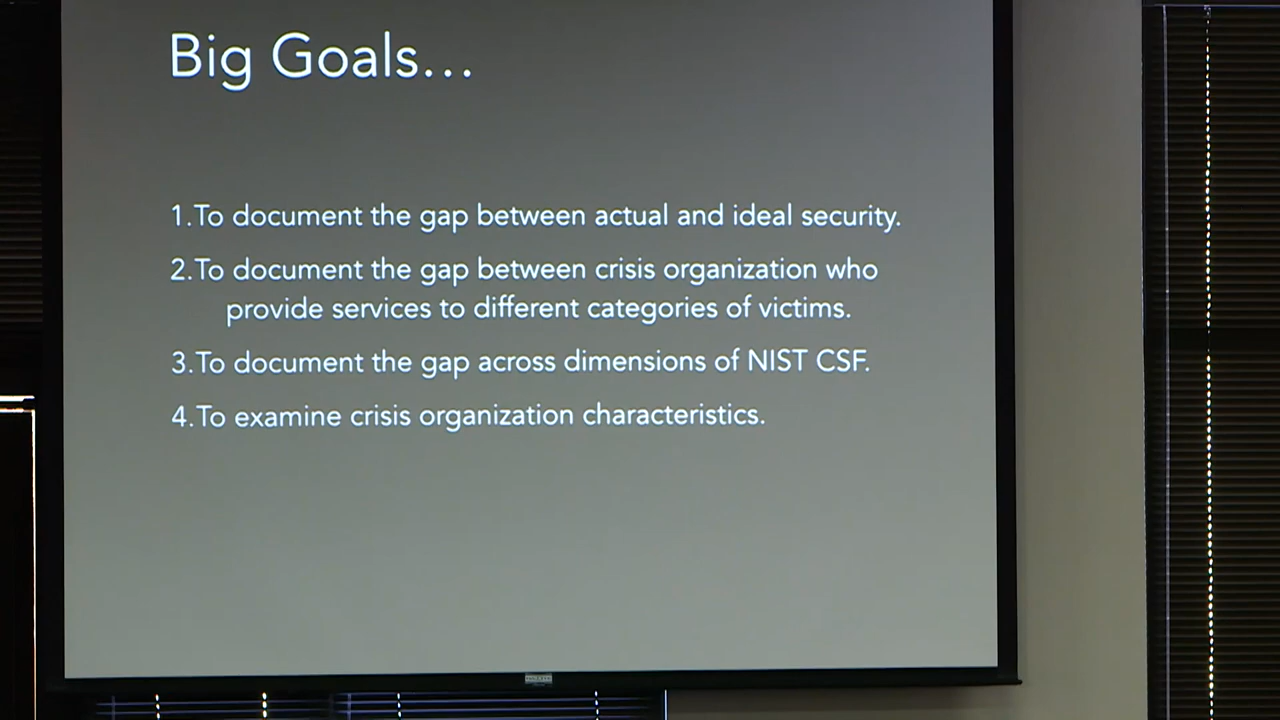 Big Goals...
1.To document the gap between actual and ideal security.
2.To document the gap between crisis organization who
provide services to different categories of victims.
3.To document the gap across dimensions of NIST CSF.
4.To examine crisis organization characteristics.